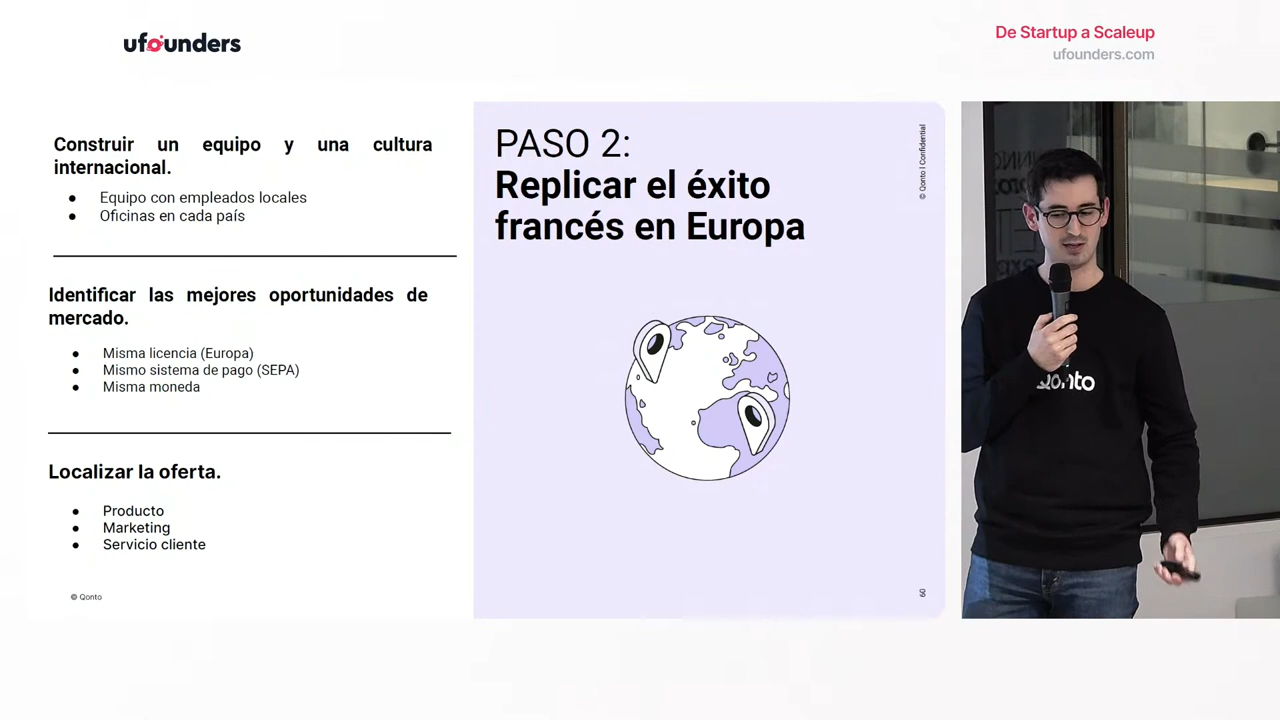 ufounders
De Startup a Scaleup
ufounders.com
Construir un equipo y una cultura
internacional.
● Equipo con empleados locales
● Oficinas en cada país
Identificar las mejores oportunidades de
mercado.
● Misma licencia (Europa)
● Mismo sistema de pago (SEPA)
● Misma moneda
Localizar la oferta.
● Producto
● Marketing
● Servicio cliente
© Qonto
PASO 2:
Replicar el éxito
francés en Europa
© Qonto | Confidential
60
Qonto